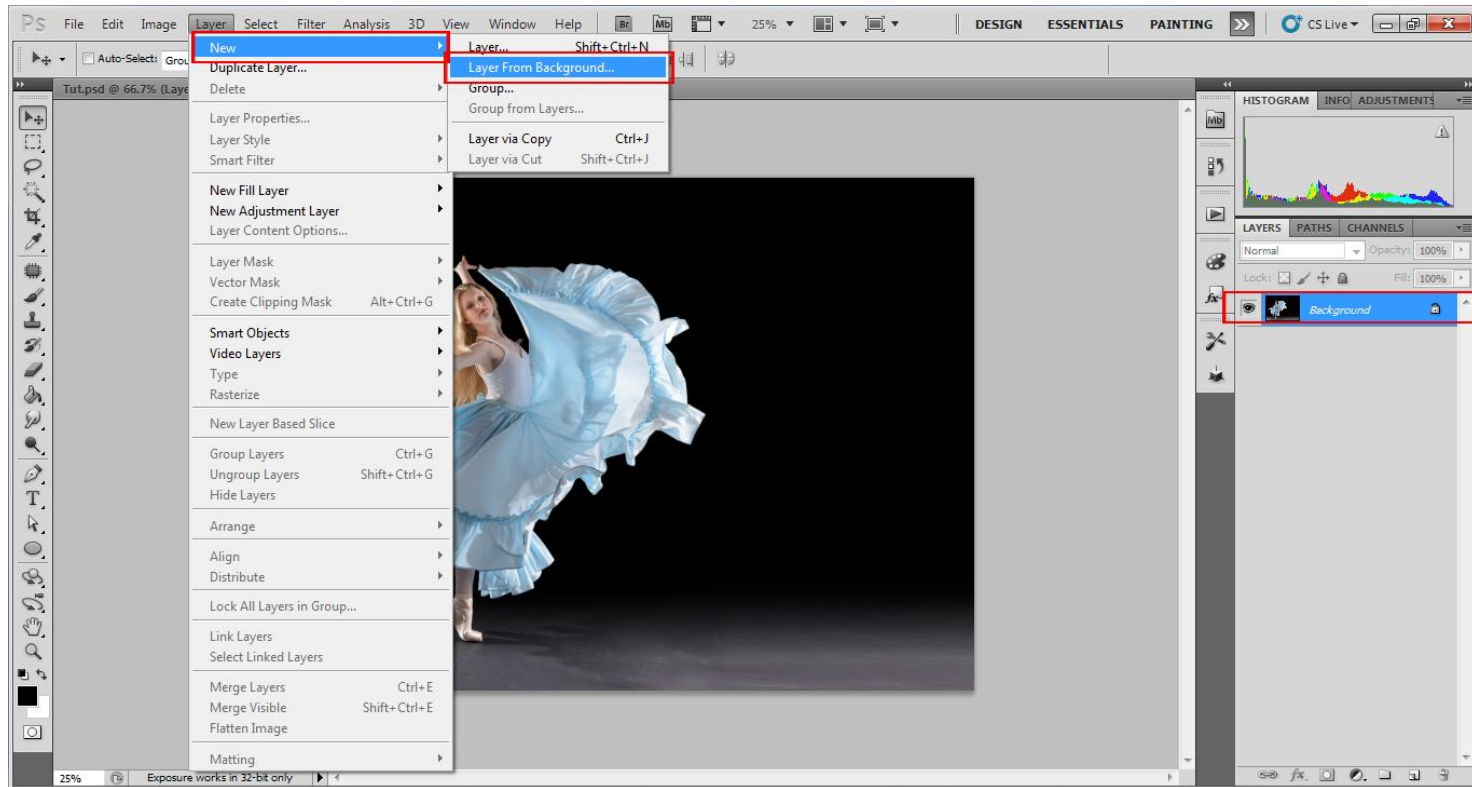 PS File Edit Image Layer Select Filter Analysis 3D View Window Help Br Mb 25% DESIGN ESSENTIALS PAINTING CS Live
Auto-Select:
Tut.psd @ 66.7%
New
Duplicate Layer...
Delete
Layer Properties...
Layer Style
Smart Filter
New Fill Layer
New Adjustment Layer
Layer Content Options...
Layer Mask
Vector Mask
Create Clipping Mask Alt+Ctrl+G
Smart Objects
Video Layers
Type
Rasterize
New Layer Based Slice
Group Layers Ctrl+G
Ungroup Layers Shift+Ctrl+G
Hide Layers
Arrange
Align
Distribute
Lock All Layers in Group...
Link Layers
Select Linked Layers
Merge Layers Ctrl+E
Merge Visible Shift+Ctrl+E
Flatten Image
Matting
Layer... Shift+Ctrl+N
Layer From Background...
Group...
Group from Layers...
Layer via Copy Ctrl+J
Layer via Cut Shift+Ctrl+J
HISTOGRAM INFO ADJUSTMENTS
Mb
LAYERS PATHS CHANNELS
Normal Opacity: 100%
Lock: Fill: 100%
Background
fx
25% Exposure works in 32-bit only